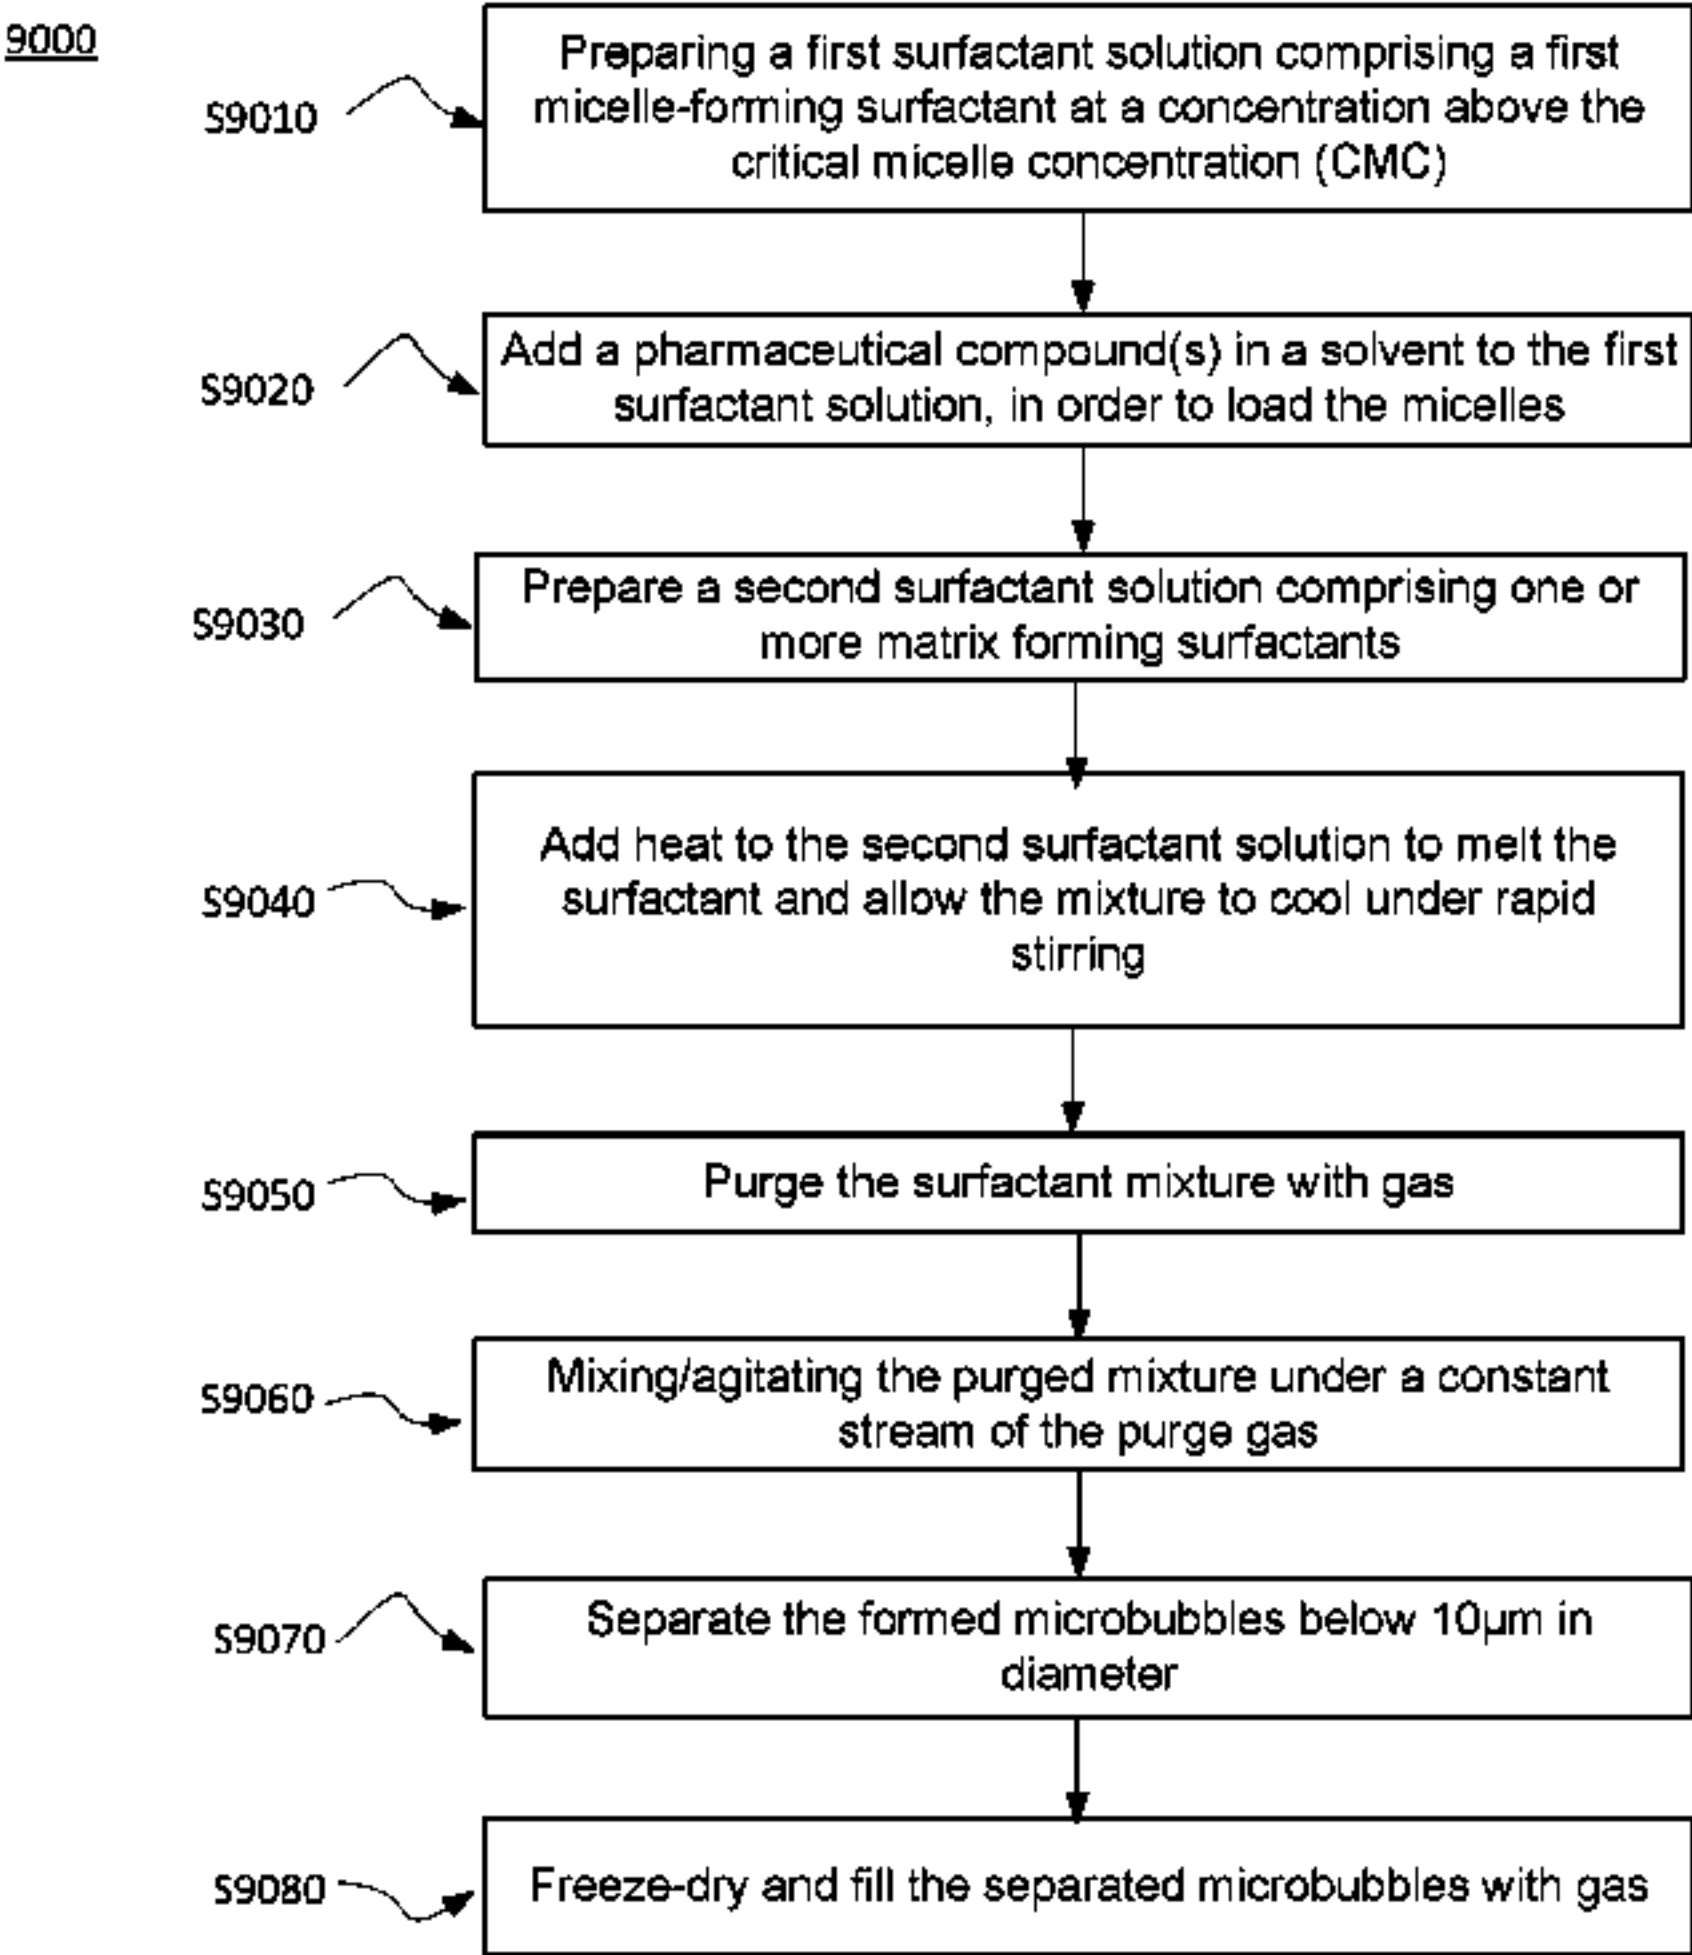 9000
S9010
Preparing a first surfactant solution comprising a first
micelle-forming surfactant at a concentration above the
critical micelle concentration (CMC)
S9020
Add a pharmaceutical compound(s) in a solvent to the first
surfactant solution, in order to load the micelles
S9030
Prepare a second surfactant solution comprising one or
more matrix forming surfactants
S9040
Add heat to the second surfactant solution to melt the
surfactant and allow the mixture to cool under rapid
stirring
S9050
Purge the surfactant mixture with gas
S9060
Mixing/agitating the purged mixture under a constant
stream of the purge gas
S9070
Separate the formed microbubbles below 10µm in
diameter
S9080
Freeze-dry and fill the separated microbubbles with gas